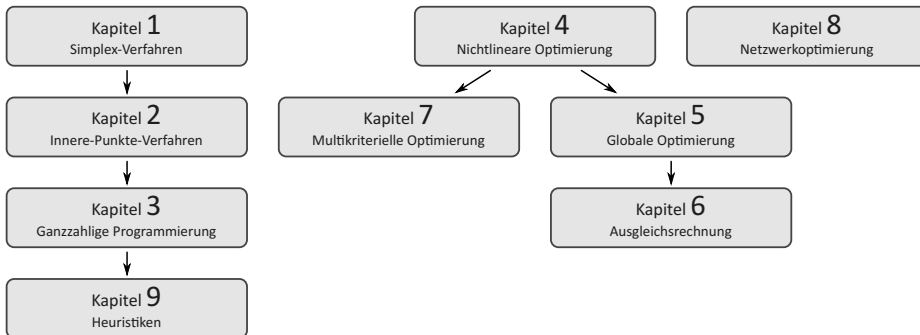 Kapitel 1
Simplex-Verfahren
Kapitel 4
Nichtlineare Optimierung
Kapitel 8
Netzwerkoptimierung
Kapitel 2
Innere-Punkte-Verfahren
Kapitel 7
Multikriterielle Optimierung
Kapitel 5
Globale Optimierung
Kapitel 3
Ganzzahlige Programmierung
Kapitel 6
Ausgleichsrechnung
Kapitel 9
Heuristiken